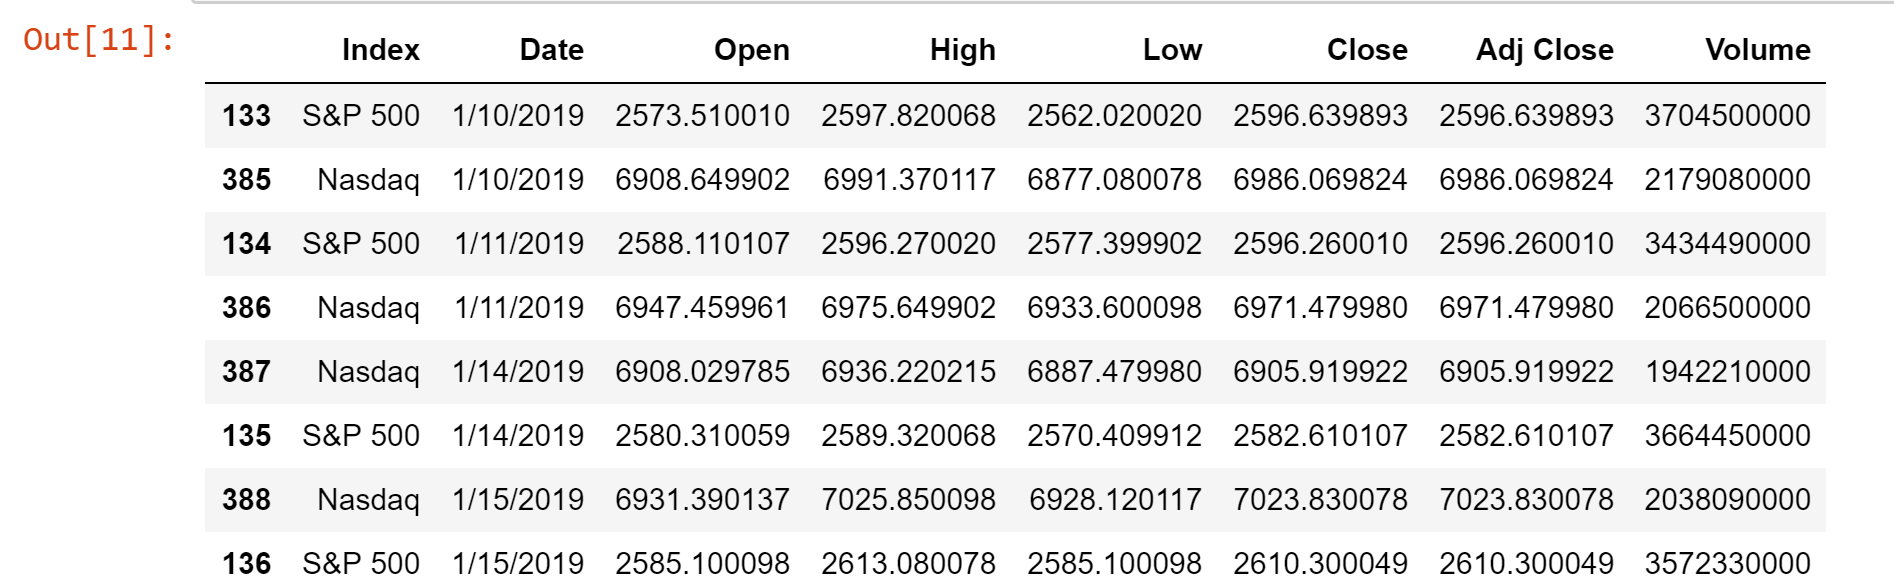 Out[11]:
Index Date Open High Low Close Adj Close Volume
133 S&P 500 1/10/2019 2573.510010 2597.820068 2562.020020 2596.639893 2596.639893 3704500000
385 Nasdaq 1/10/2019 6908.649902 6991.370117 6877.080078 6986.069824 6986.069824 2179080000
134 S&P 500 1/11/2019 2588.110107 2596.270020 2577.399902 2596.260010 2596.260010 3434490000
386 Nasdaq 1/11/2019 6947.459961 6975.649902 6933.600098 6971.479980 6971.479980 2066500000
387 Nasdaq 1/14/2019 6908.029785 6936.220215 6887.479980 6905.919922 6905.919922 1942210000
135 S&P 500 1/14/2019 2580.310059 2589.320068 2570.409912 2582.610107 2582.610107 3664450000
388 Nasdaq 1/15/2019 6931.390137 7025.850098 6928.120117 7023.830078 7023.830078 2038090000
136 S&P 500 1/15/2019 2585.100098 2613.080078 2585.100098 2610.300049 2610.300049 3572330000